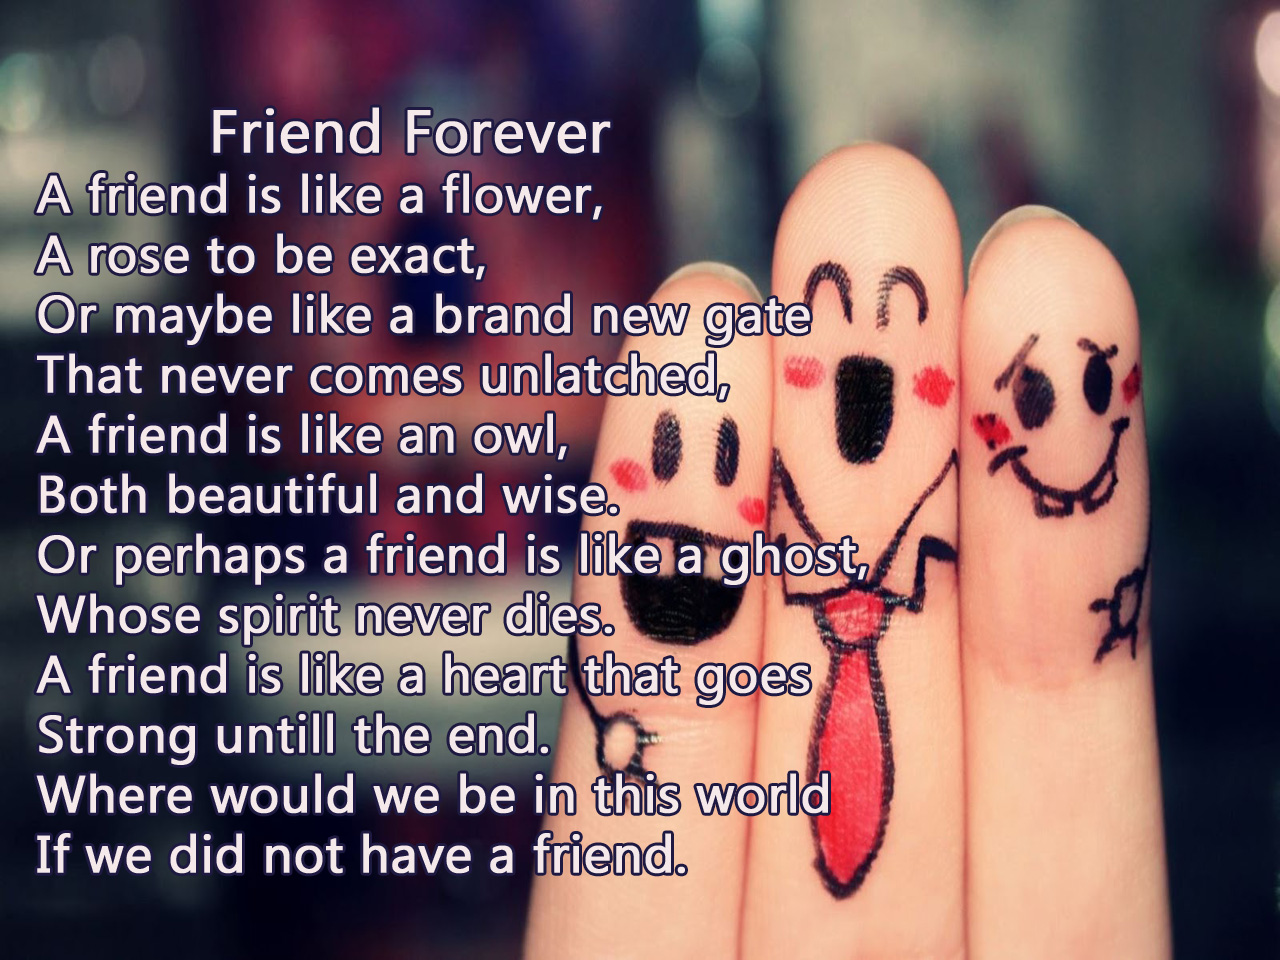 Friend Forever
A friend is like a flower,
A rose to be exact,
Or maybe like a brand new gate
That never comes unlatched,
A friend is like an owl,
Both beautiful and wise.
Or perhaps a friend is like a ghost,
Whose spirit never dies.
A friend is like a heart that goes
Strong untill the end.
Where would we be in this world
If we did not have a friend.